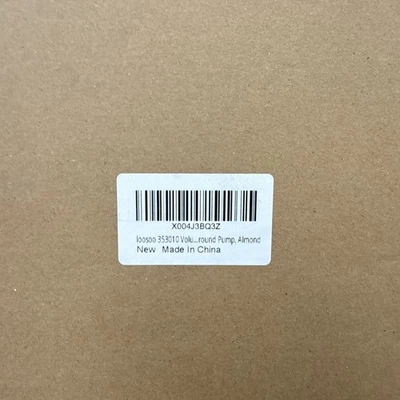 X004J3BQ3Z
loosoo 353010 Volu...round Pump, Almond
New Made In China